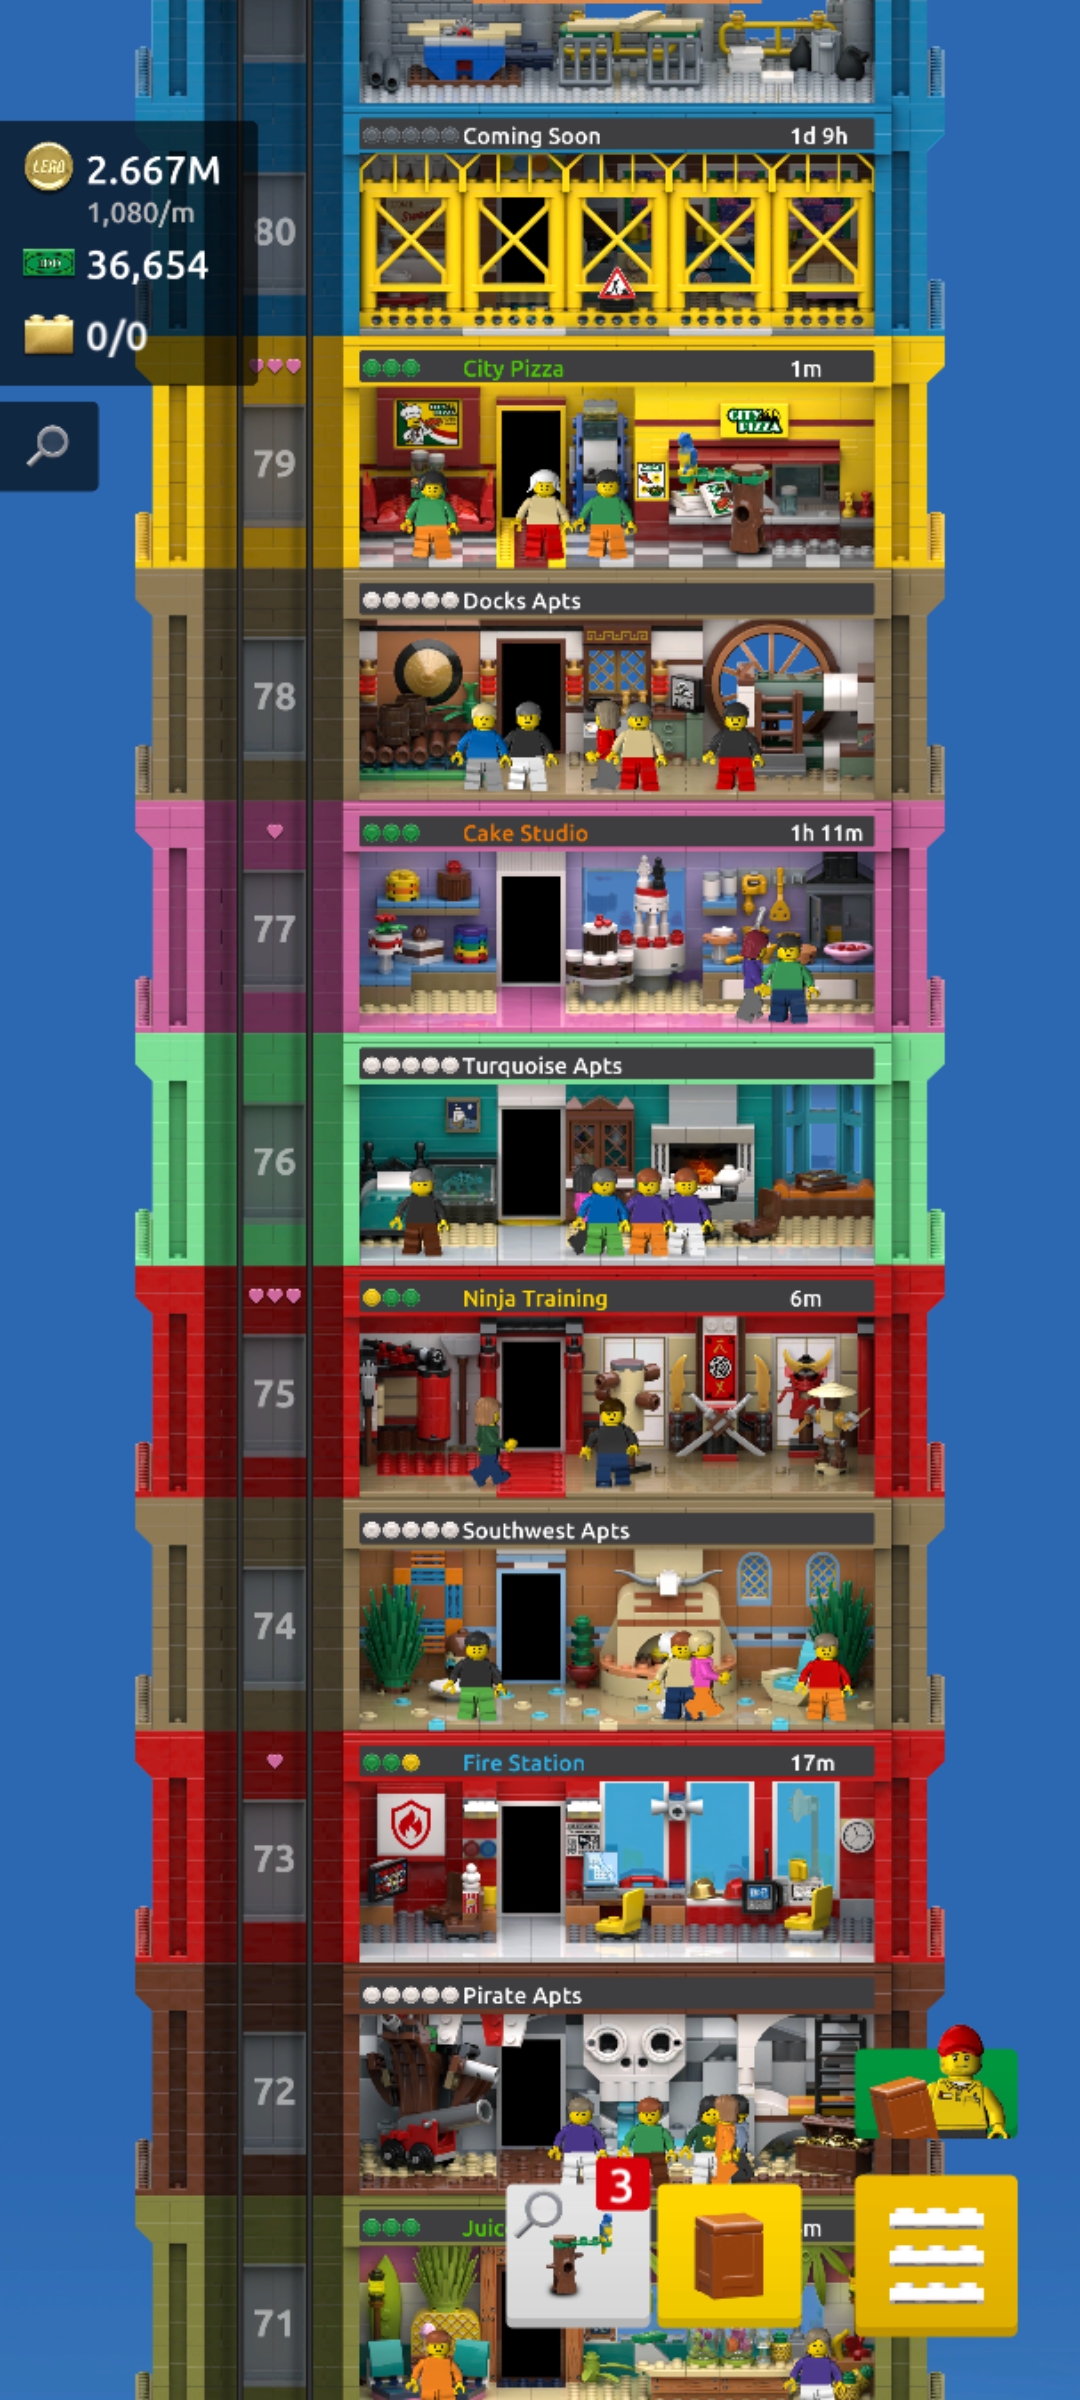 Coming Soon 1d 9h
LEGO 2.667M
1,080/m
80
36,654
0/0
City Pizza 1m
CITY PIZZA
79
Docks Apts
78
Cake Studio 1h 11m
77
Turquoise Apts
76
Ninja Training 6m
75
Southwest Apts
74
Fire Station 17m
73
Pirate Apts
72
3
Juic m
71